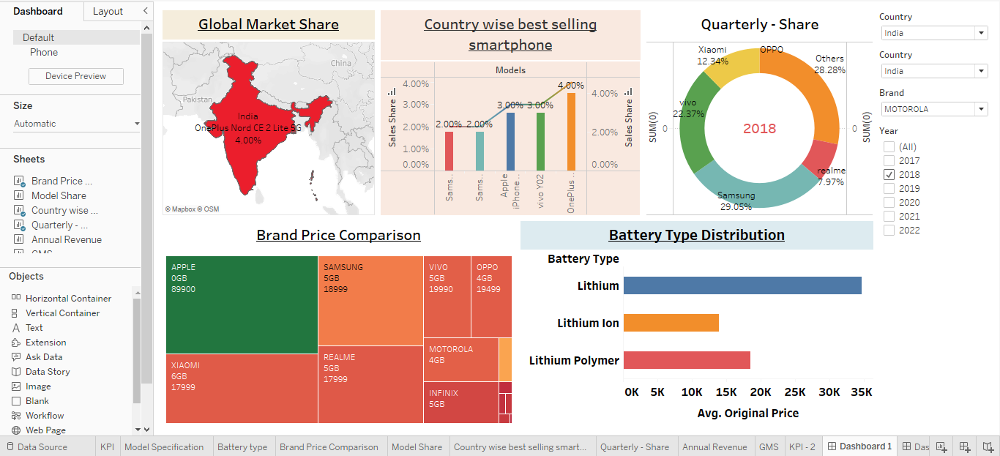 Dashboard
Layout
Default
Phone
Device Preview
Size
Automatic
Sheets
Brand Price ...
Model Share
Country wise ...
Quarterly - ...
Annual Revenue
Objects
Horizontal Container
Vertical Container
Text
Extension
Ask Data
Data Story
Image
Blank
Workflow
Web Page
Global Market Share
China
Pakistan
India
OnePlus Nord CE 2 Lite 5G
4.00%
© Mapbox © OSM
Country wise best selling
smartphone
Models
Sales Share
4.00%
3.00%
2.00%
1.00%
0.00%
2.00%
2.00%
3.00%
3.00%
4.00%
4.00%
2.00%
0.00%
Sales Share
Sams..
Sams..
Apple
iPhone ..
vivo Y02
OnePlus ..
Quarterly - Share
SUM(0)
0
Xiaomi
12.34%
OPPO
Others
28.28%
vivo
22.37%
2018
realme
7.97%
Samsung
29.05%
0
SUM(0)
Country
India
Country
India
Brand
MOTOROLA
Year
(All)
2017
2018
2019
2020
2021
2022
Brand Price Comparison
APPLE
0GB
89900
SAMSUNG
5GB
18999
VIVO
5GB
19990
OPPO
4GB
19499
XIAOMI
6GB
17999
REALME
5GB
17999
MOTOROLA
4GB
INFINIX
5GB
Battery Type Distribution
Battery Type
Lithium
Lithium Ion
Lithium Polymer
0K 5K 10K 15K 20K 25K 30K 35K
Avg. Original Price
Data Source
KPI
Model Specification
Battery type
Brand Price Comparison
Model Share
Country wise best selling smart...
Quarterly - Share
Annual Revenue
GMS
KPI - 2
Dashboard 1
Das